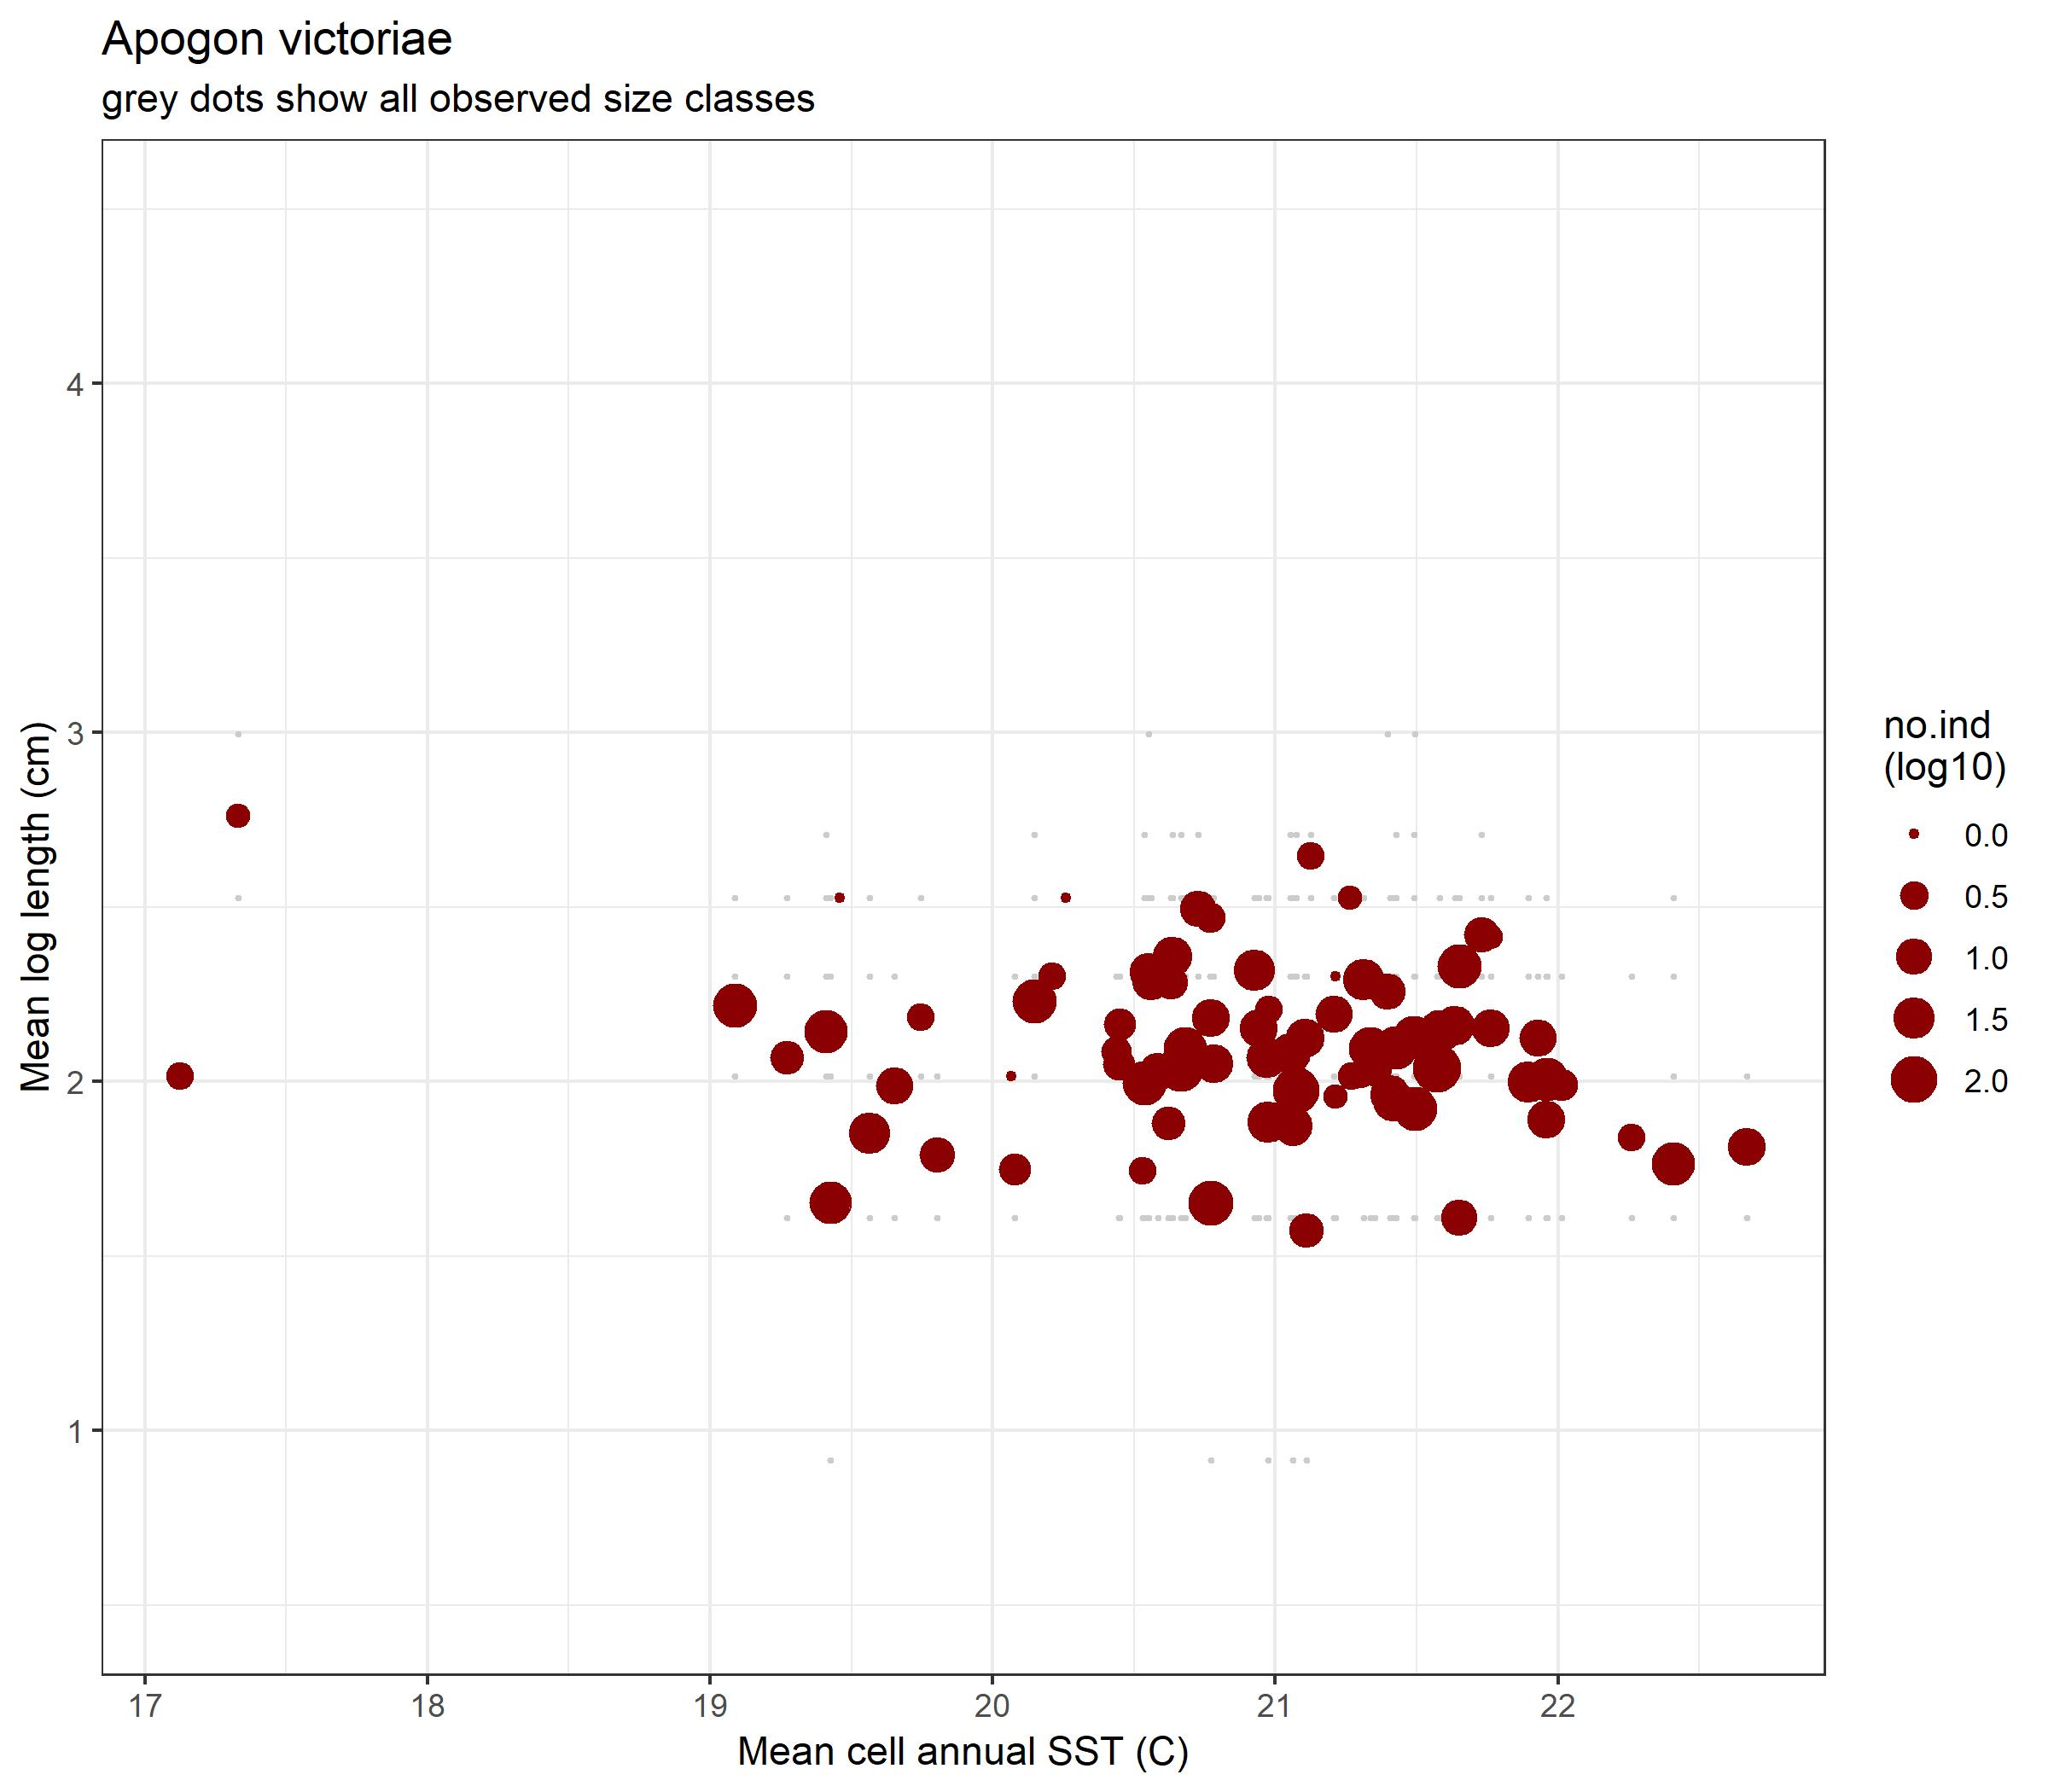 Apogon victoriae
grey dots show all observed size classes
Mean log length (cm)
4
3
2
1
17 18 19 20 21 22
Mean cell annual SST (C)
no.ind
(log10)
0.0
0.5
1.0
1.5
2.0